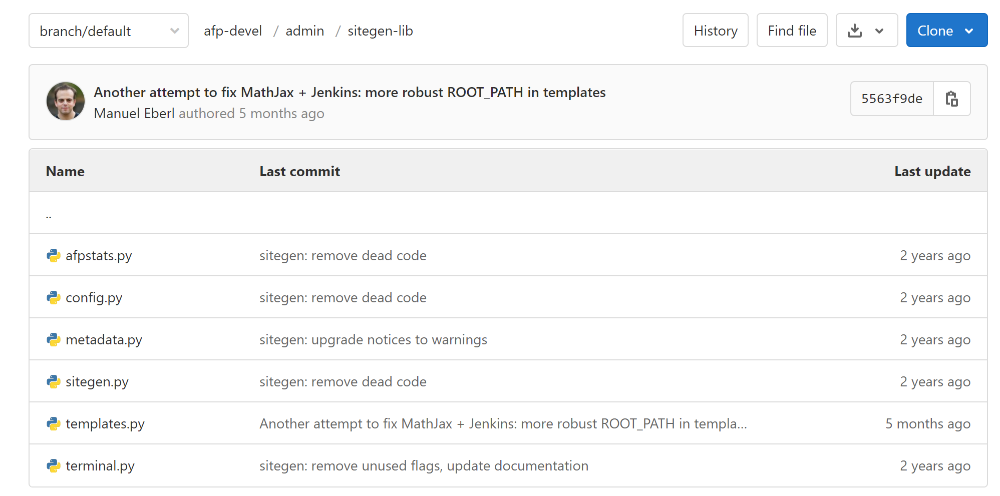 branch/default afp-devel / admin / sitegen-lib History Find file Clone
Another attempt to fix MathJax + Jenkins: more robust ROOT_PATH in templates
Manuel Eberl authored 5 months ago
5563f9de
Name Last commit Last update
..
afpstats.py sitegen: remove dead code 2 years ago
config.py sitegen: remove dead code 2 years ago
metadata.py sitegen: upgrade notices to warnings 2 years ago
sitegen.py sitegen: remove dead code 2 years ago
templates.py Another attempt to fix MathJax + Jenkins: more robust ROOT_PATH in templa... 5 months ago
terminal.py sitegen: remove unused flags, update documentation 2 years ago